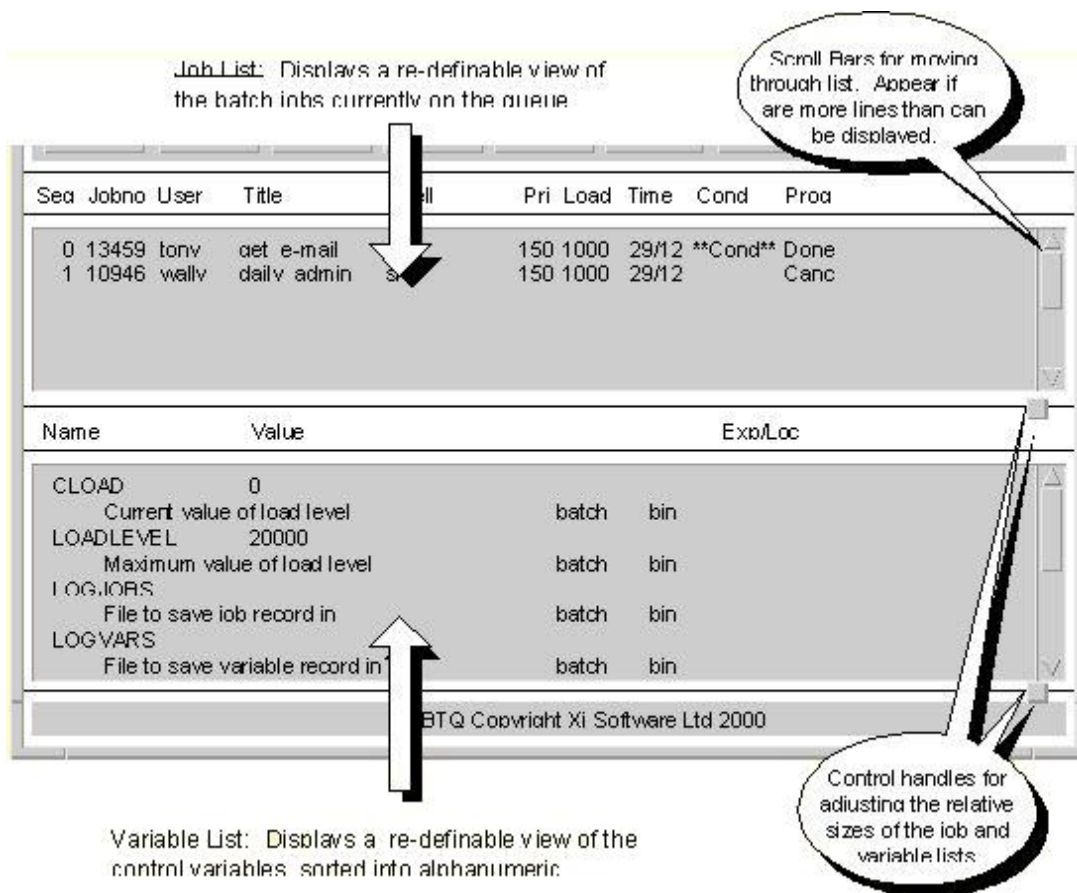 Job List: Displays a re-definable view of
the batch jobs currently on the queue
Scroll Bars for moving
through list. Appear if
are more lines than can
be displayed.
Seq Jobno User Title Pri Load Time Cond Prog
0 13459 tony get e-mail 150 1000 29/12 **Cond** Done
1 10946 wally daily admin 150 1000 29/12 Canc
Name Value Exp/Loc
CLOAD 0
Current value of load level batch bin
LOADLEVEL 20000
Maximum value of load level batch bin
LOGJOBS
File to save job record in batch bin
LOGVARS
File to save variable record in batch bin
BTQ Copyright Xi Software Ltd 2000
Control handles for
adjusting the relative
sizes of the job and
variable lists
Variable List: Displays a re-definable view of the
control variables sorted into alphanumeric